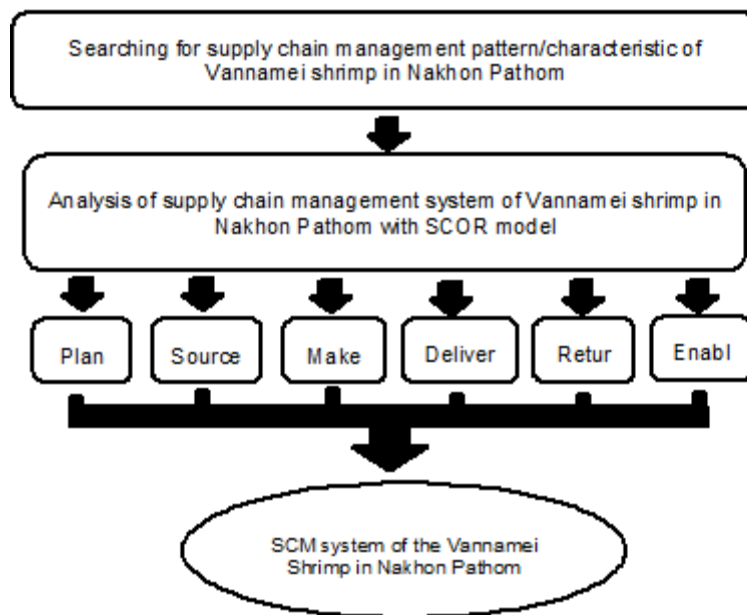 Searching for supply chain management pattern/characteristic of
Vannamei shrimp in Nakhon Pathom
Analysis of supply chain management system of Vannamei shrimp in
Nakhon Pathom with SCOR model
Plan
Source
Make
Deliver
Retur
Enabl
SCM system of the Vannamei
Shrimp in Nakhon Pathom